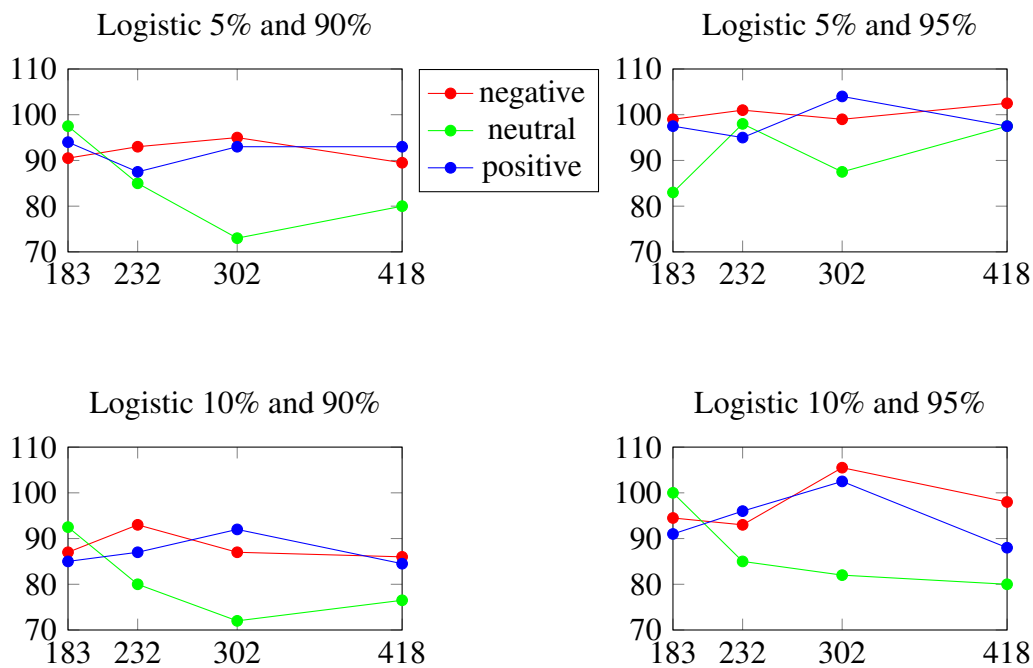 Logistic 5% and 90%
110
100
90
80
70
183 232 302 418
negative
neutral
positive
Logistic 5% and 95%
110
100
90
80
70
183 232 302 418
Logistic 10% and 90%
110
100
90
80
70
183 232 302 418
Logistic 10% and 95%
110
100
90
80
70
183 232 302 418